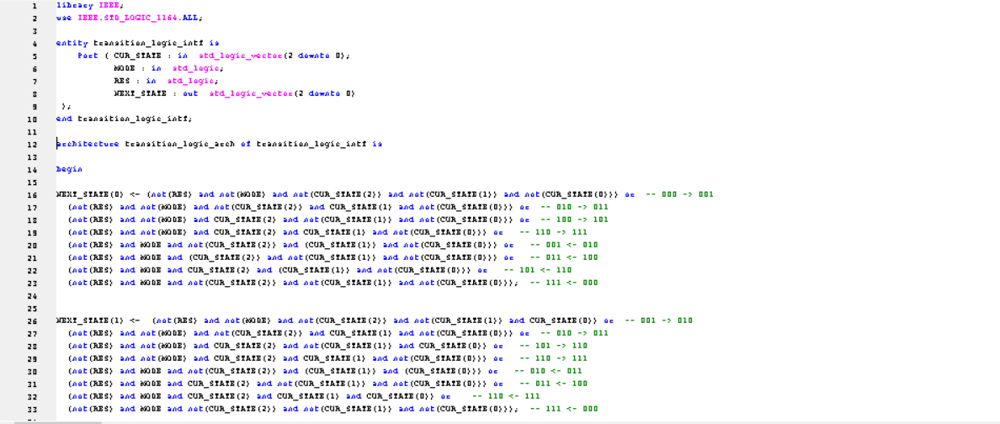 1 library IEEE;
2 use IEEE.STD_LOGIC_1164.ALL;
3
4 entity transition_logic_intf is
5 Port ( CUR_STATE : in std_logic_vector(2 downto 0);
6 MODE : in std_logic;
7 RES : in std_logic;
8 NEXT_STATE : out std_logic_vector(2 downto 0)
9 );
10 end transition_logic_intf;
11
12 architecture transition_logic_arch of transition_logic_intf is
13
14 begin
15
16 NEXT_STATE(0) <= (not(RES) and not(MODE) and not(CUR_STATE(2)) and not(CUR_STATE(1)) and not(CUR_STATE(0))) or -- 000 -> 001
17 (not(RES) and not(MODE) and not(CUR_STATE(2)) and CUR_STATE(1) and not(CUR_STATE(0))) or -- 010 -> 011
18 (not(RES) and not(MODE) and CUR_STATE(2) and not(CUR_STATE(1)) and not(CUR_STATE(0))) or -- 100 -> 101
19 (not(RES) and not(MODE) and CUR_STATE(2) and CUR_STATE(1) and not(CUR_STATE(0))) or -- 110 -> 111
20 (not(RES) and MODE and not(CUR_STATE(2)) and (CUR_STATE(1)) and not(CUR_STATE(0))) or -- 001 <- 010
21 (not(RES) and MODE and (CUR_STATE(2)) and not(CUR_STATE(1)) and not(CUR_STATE(0))) or -- 011 <- 100
22 (not(RES) and MODE and CUR_STATE(2) and (CUR_STATE(1)) and not(CUR_STATE(0))) or -- 101 <- 110
23 (not(RES) and MODE and not(CUR_STATE(2)) and not(CUR_STATE(1)) and not(CUR_STATE(0))); -- 111 <- 000
24
25
26 NEXT_STATE(1) <= (not(RES) and not(MODE) and not(CUR_STATE(2)) and not(CUR_STATE(1)) and CUR_STATE(0)) or -- 001 -> 010
27 (not(RES) and not(MODE) and not(CUR_STATE(2)) and CUR_STATE(1) and not(CUR_STATE(0))) or -- 010 -> 011
28 (not(RES) and not(MODE) and CUR_STATE(2) and not(CUR_STATE(1)) and CUR_STATE(0)) or -- 101 -> 110
29 (not(RES) and not(MODE) and CUR_STATE(2) and CUR_STATE(1) and not(CUR_STATE(0))) or -- 110 -> 111
30 (not(RES) and MODE and not(CUR_STATE(2)) and (CUR_STATE(1)) and (CUR_STATE(0))) or -- 010 <- 011
31 (not(RES) and MODE and CUR_STATE(2) and not(CUR_STATE(1)) and not(CUR_STATE(0))) or -- 011 <- 100
32 (not(RES) and MODE and CUR_STATE(2) and CUR_STATE(1) and CUR_STATE(0)) or -- 110 <- 111
33 (not(RES) and MODE and not(CUR_STATE(2)) and not(CUR_STATE(1)) and not(CUR_STATE(0))); -- 111 <- 000